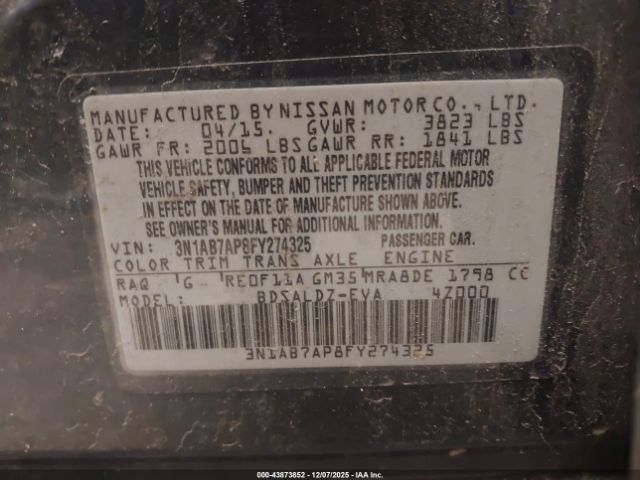 MANUFACTURED BY NISSAN MOTOR CO., LTD.
DATE: 04/15. GVWR: 3823 LBS
GAWR FR: 2006 LBS GAWR RR: 1841 LBS
THIS VEHICLE CONFORMS TO ALL APPLICABLE FEDERAL MOTOR
VEHICLE SAFETY, BUMPER AND THEFT PREVENTION STANDARDS
IN EFFECT ON THE DATE OF MANUFACTURE SHOWN ABOVE.
SEE OWNER'S MANUAL FOR ADDITIONAL INFORMATION.
VIN: 3N1AB7AP8FY274325 PASSENGER CAR.
COLOR TRIM TRANS AXLE ENGINE
RAQ G RE0F11A GM35 MRA8DE 1798 CC
MODEL: BDSALDZ-EVA 4Z000
3N1AB7AP8FY274325
000-43873852 | 12/07/2025 - IAA Inc.